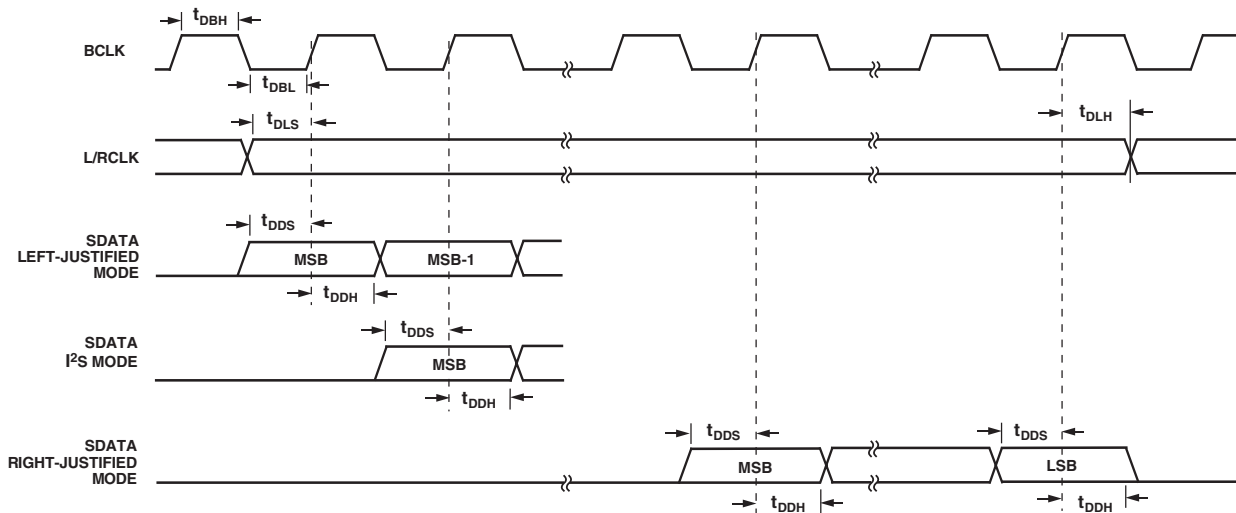 tDBH
BCLK
tDBL
tDLS
tDLH
L/RCLK
tDDS
SDATA
LEFT-JUSTIFIED
MODE
MSB
MSB-1
tDDH
tDDS
SDATA
I²S MODE
MSB
tDDH
SDATA
RIGHT-JUSTIFIED
MODE
tDDS
tDDS
MSB
LSB
tDDH
tDDH